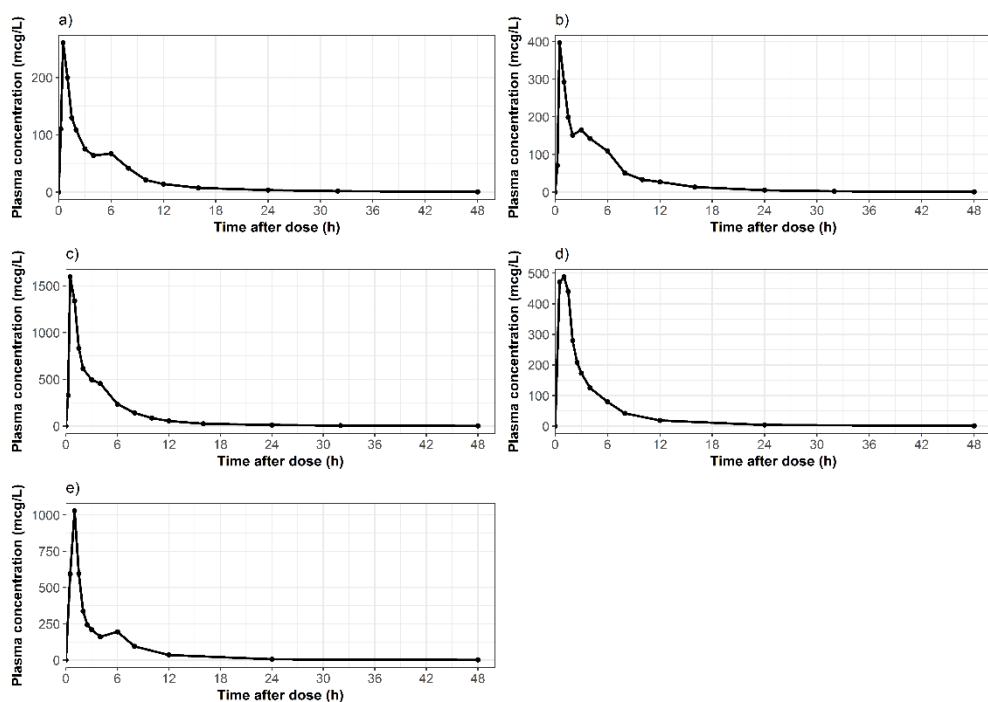 a)
Plasma concentration (mcg/L)
200
100
0
0 6 12 18 24 30 36 42 48
Time after dose (h)
b)
Plasma concentration (mcg/L)
400
300
200
100
0
0 6 12 18 24 30 36 42 48
Time after dose (h)
c)
Plasma concentration (mcg/L)
1500
1000
500
0
0 6 12 18 24 30 36 42 48
Time after dose (h)
d)
Plasma concentration (mcg/L)
500
400
300
200
100
0
0 6 12 18 24 30 36 42 48
Time after dose (h)
e)
Plasma concentration (mcg/L)
1000
750
500
250
0
0 6 12 18 24 30 36 42 48
Time after dose (h)